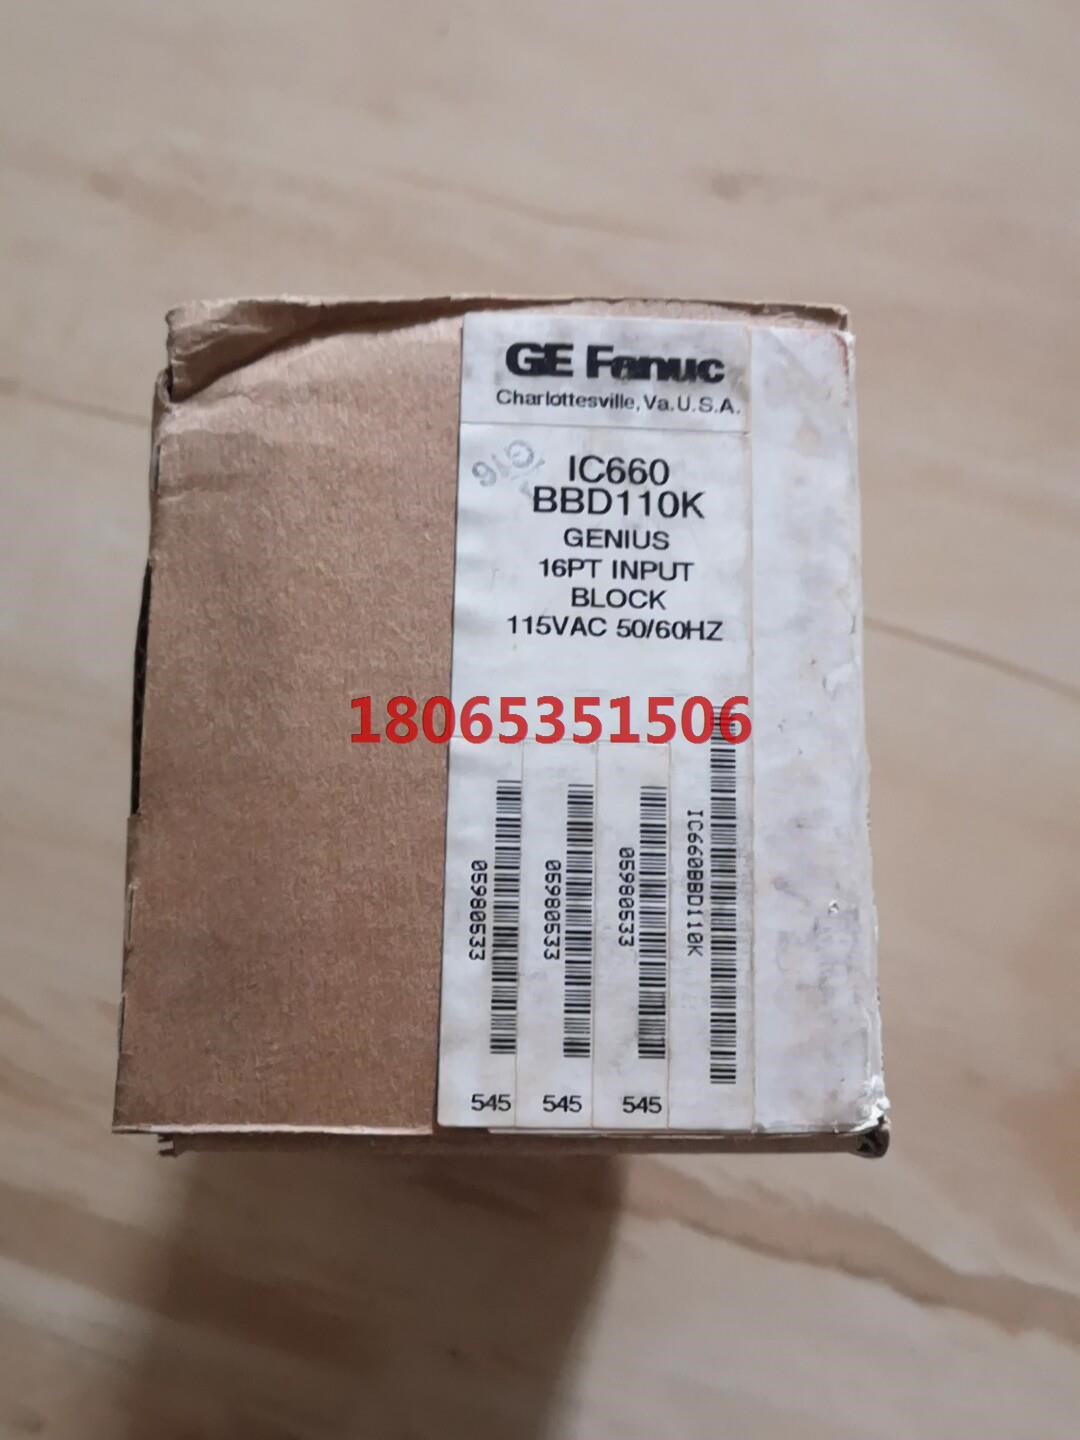 GE Fanuc
Charlottesville, Va. U.S.A.
IC660
BBD110K
GENIUS
16PT INPUT
BLOCK
115VAC 50/60HZ
18065351506
05980533
05980533
05980533
IC660BBD110K
545
545
545